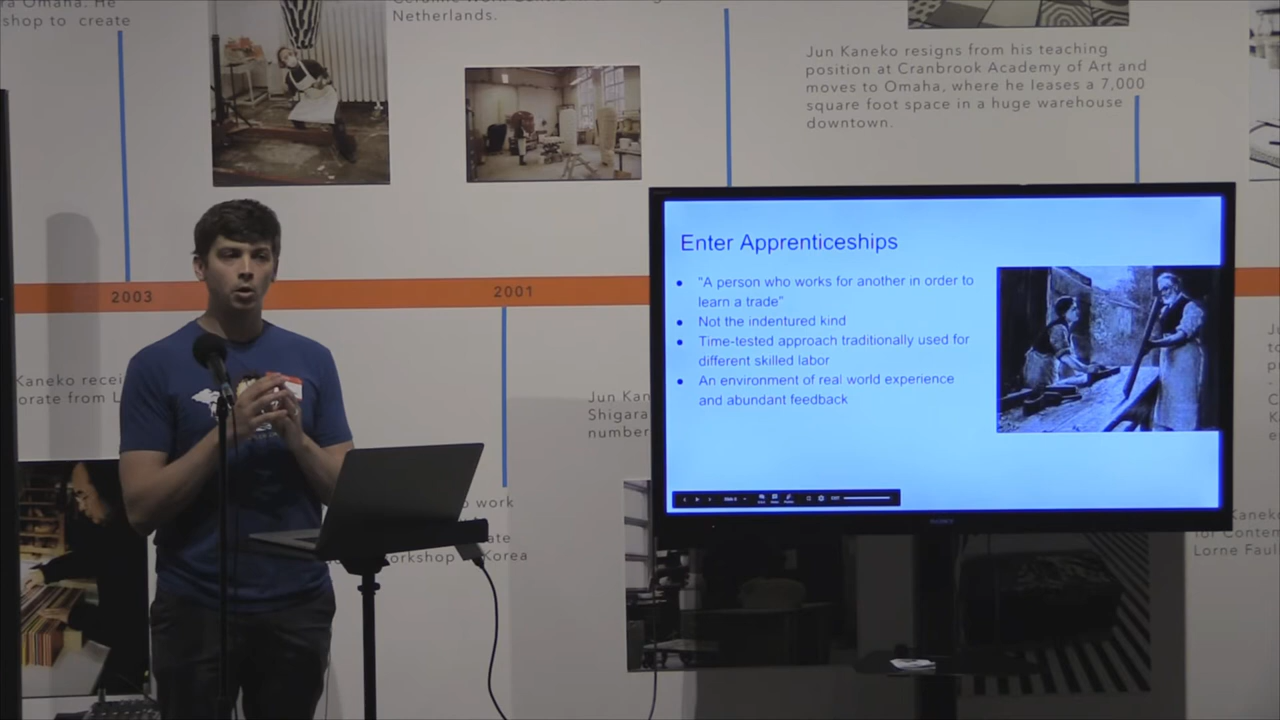 ra Omaha. He
shop to create
Netherlands.
Jun Kaneko resigns from his teaching
position at Cranbrook Academy of Art and
moves to Omaha, where he leases a 7,000
square foot space in a huge warehouse
downtown.
2003
2001
Kaneko recei
orate from L
Jun Kan
Shigara
number
work
ate
orkshop
Korea
Enter Apprenticeships
• "A person who works for another in order to
learn a trade"
• Not the indentured kind
• Time-tested approach traditionally used for
different skilled labor
• An environment of real world experience
and abundant feedback
SONY
Kaneko
for Conten
Lorne Faul